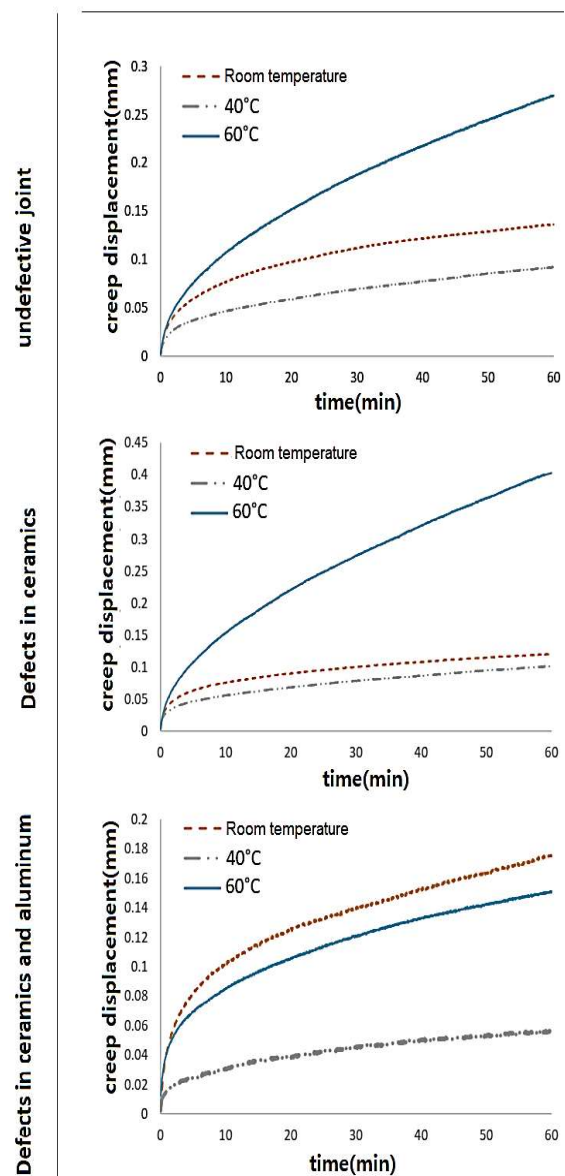 undefective joint
creep displacement(mm)
0.3
0.25
0.2
0.15
0.1
0.05
0
Room temperature
40°C
60°C
0 10 20 30 40 50 60
time(min)
Defects in ceramics
creep displacement(mm)
0.45
0.4
0.35
0.3
0.25
0.2
0.15
0.1
0.05
0
Room temperature
40°C
60°C
0 10 20 30 40 50 60
time(min)
Defects in ceramics and aluminum
creep displacement(mm)
0.2
0.18
0.16
0.14
0.12
0.1
0.08
0.06
0.04
0.02
0
Room temperature
40°C
60°C
0 10 20 30 40 50 60
time(min)